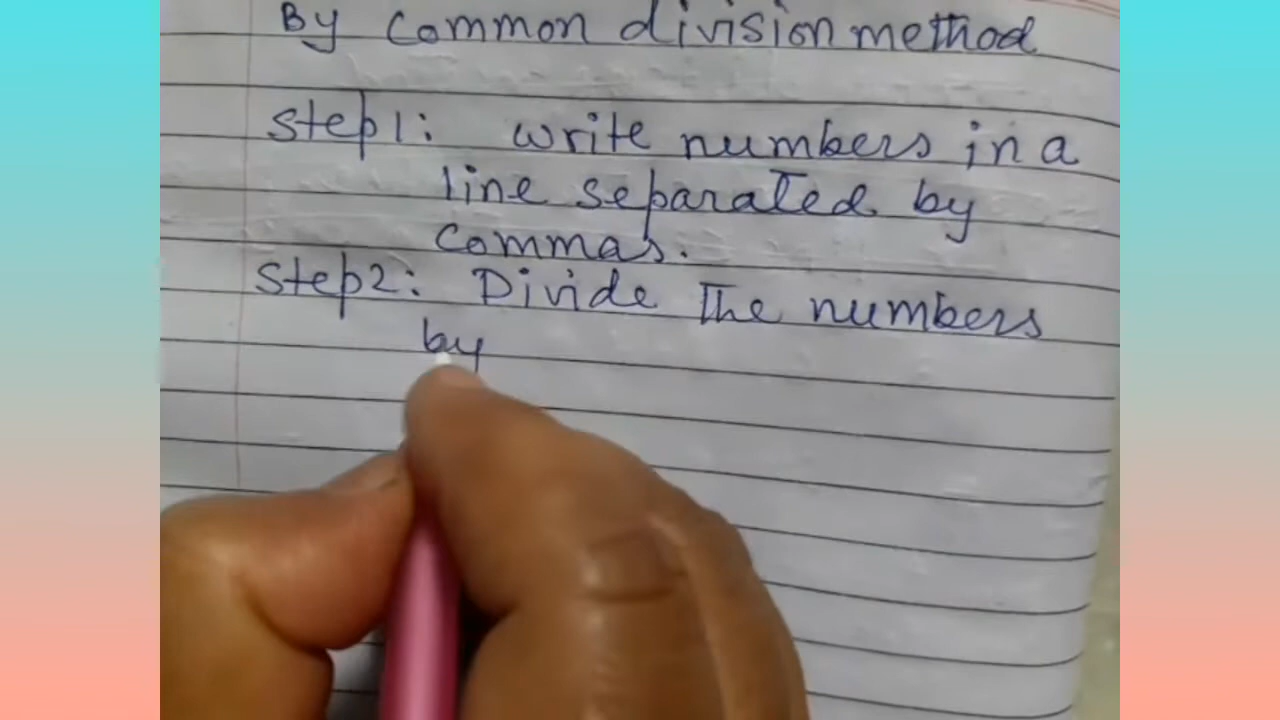 By Common division method
Step1: write numbers in a
line separated by
Commas.
Step2: Divide The numbers
by